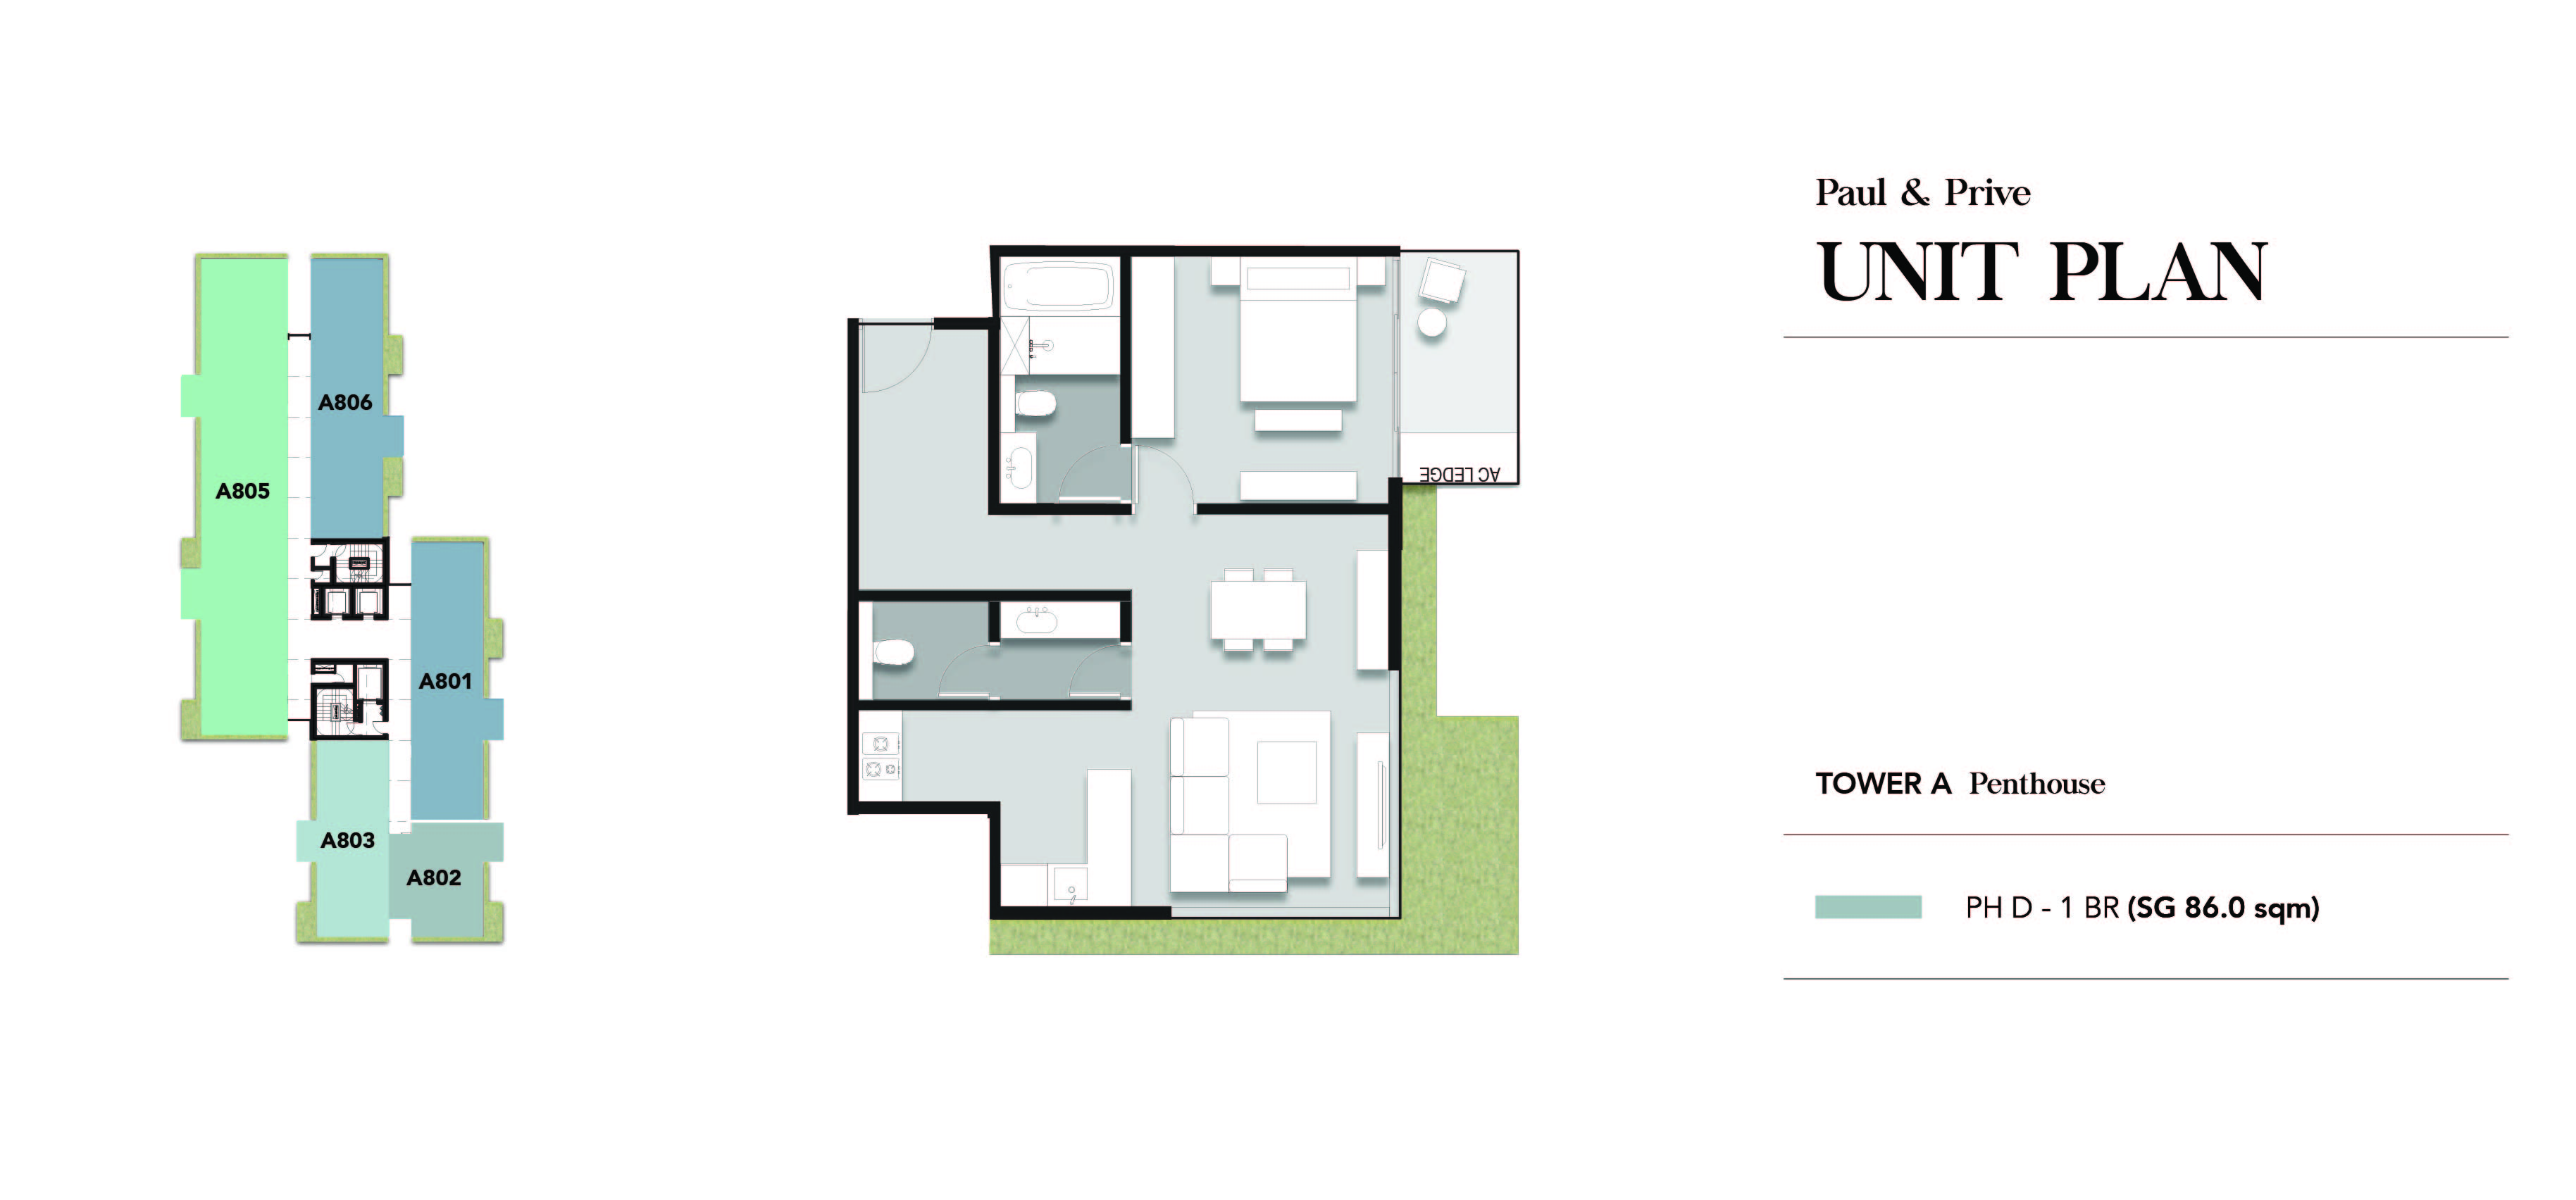 Paul & Prive
UNIT PLAN
A806
A805
A801
A803
A802
AC LEDGE
TOWER A Penthouse
PH D - 1 BR (SG 86.0 sqm)